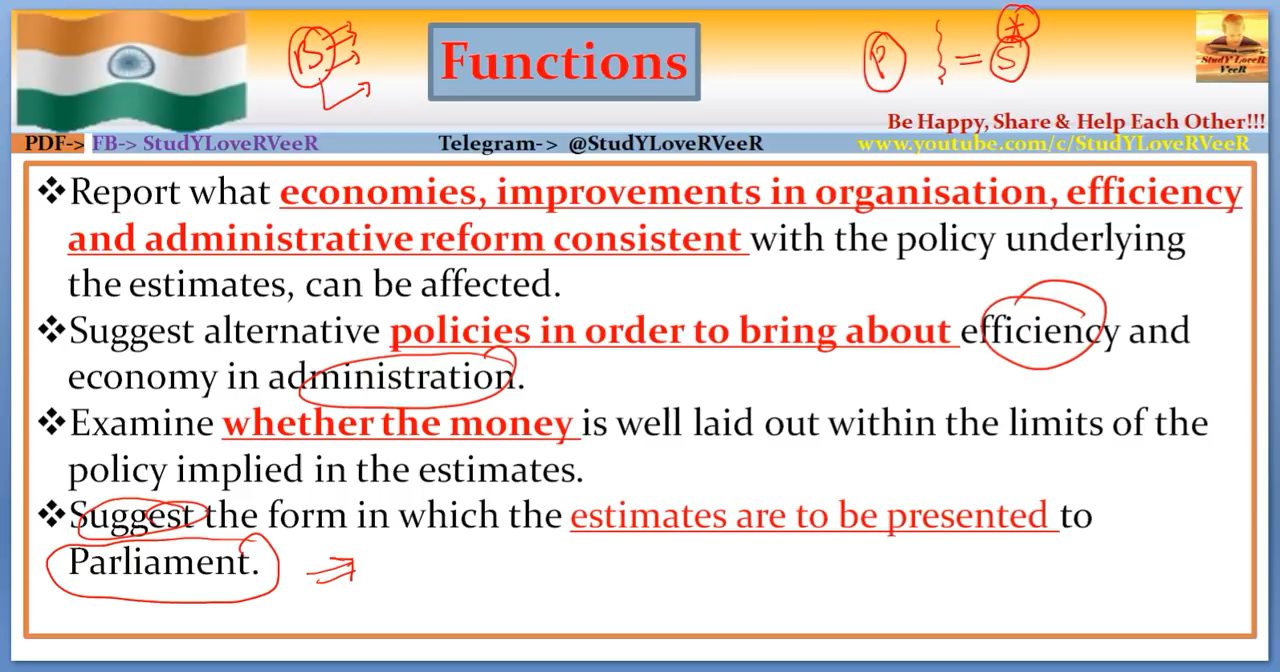 B
Functions
P } = S
StudY LoveR
VeeR
Be Happy, Share & Help Each Other!!!
PDF-> FB-> StudYLoveRVeeR Telegram-> @StudYLoveRVeeR www.youtube.com/c/StudYLoveRVeeR
❖Report what economies, improvements in organisation, efficiency
and administrative reform consistent with the policy underlying
the estimates, can be affected.
❖Suggest alternative policies in order to bring about efficiency and
economy in administration.
❖Examine whether the money is well laid out within the limits of the
policy implied in the estimates.
❖Suggest the form in which the estimates are to be presented to
Parliament.